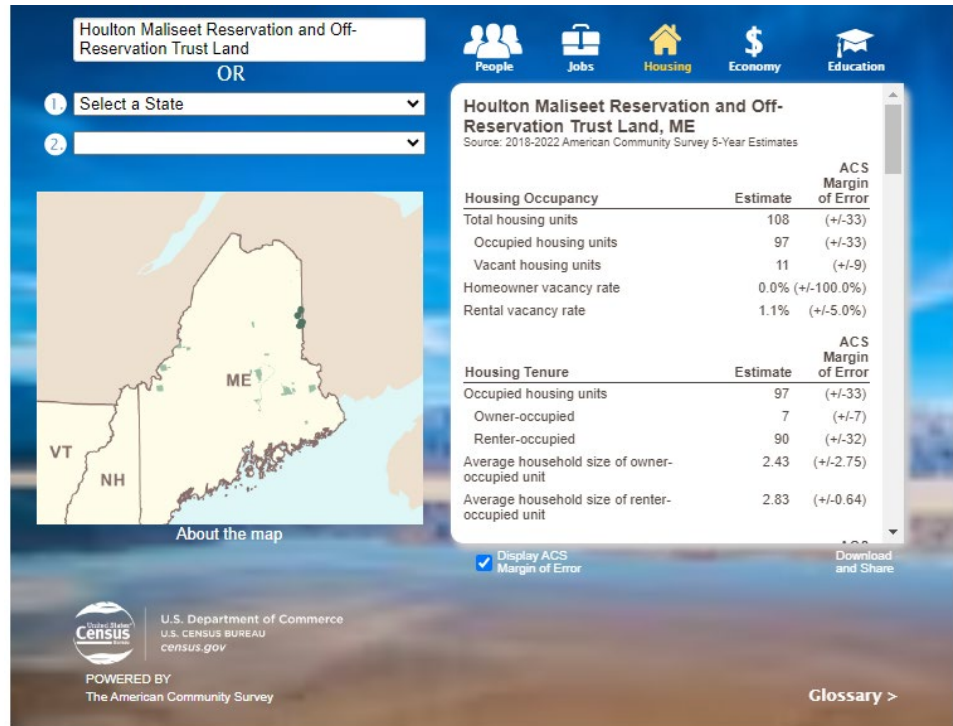 Houlton Maliseet Reservation and Off-
Reservation Trust Land
OR
1. Select a State
2.
People Jobs Housing Economy Education
Houlton Maliseet Reservation and Off-
Reservation Trust Land, ME
Source: 2018-2022 American Community Survey 5-Year Estimates
ACS
Margin
Housing Occupancy Estimate of Error
Total housing units 108 (+/-33)
Occupied housing units 97 (+/-33)
Vacant housing units 11 (+/-9)
Homeowner vacancy rate 0.0% (+/-100.0%)
Rental vacancy rate 1.1% (+/-5.0%)
ACS
Margin
Housing Tenure Estimate of Error
Occupied housing units 97 (+/-33)
Owner-occupied 7 (+/-7)
Renter-occupied 90 (+/-32)
Average household size of owner- 2.43 (+/-2.75)
occupied unit
Average household size of renter- 2.83 (+/-0.64)
occupied unit
ME
VT
NH
About the map
Display ACS
Margin of Error
Download
and Share
United States
Census
Bureau
U.S. Department of Commerce
U.S. CENSUS BUREAU
census.gov
POWERED BY
The American Community Survey
Glossary >